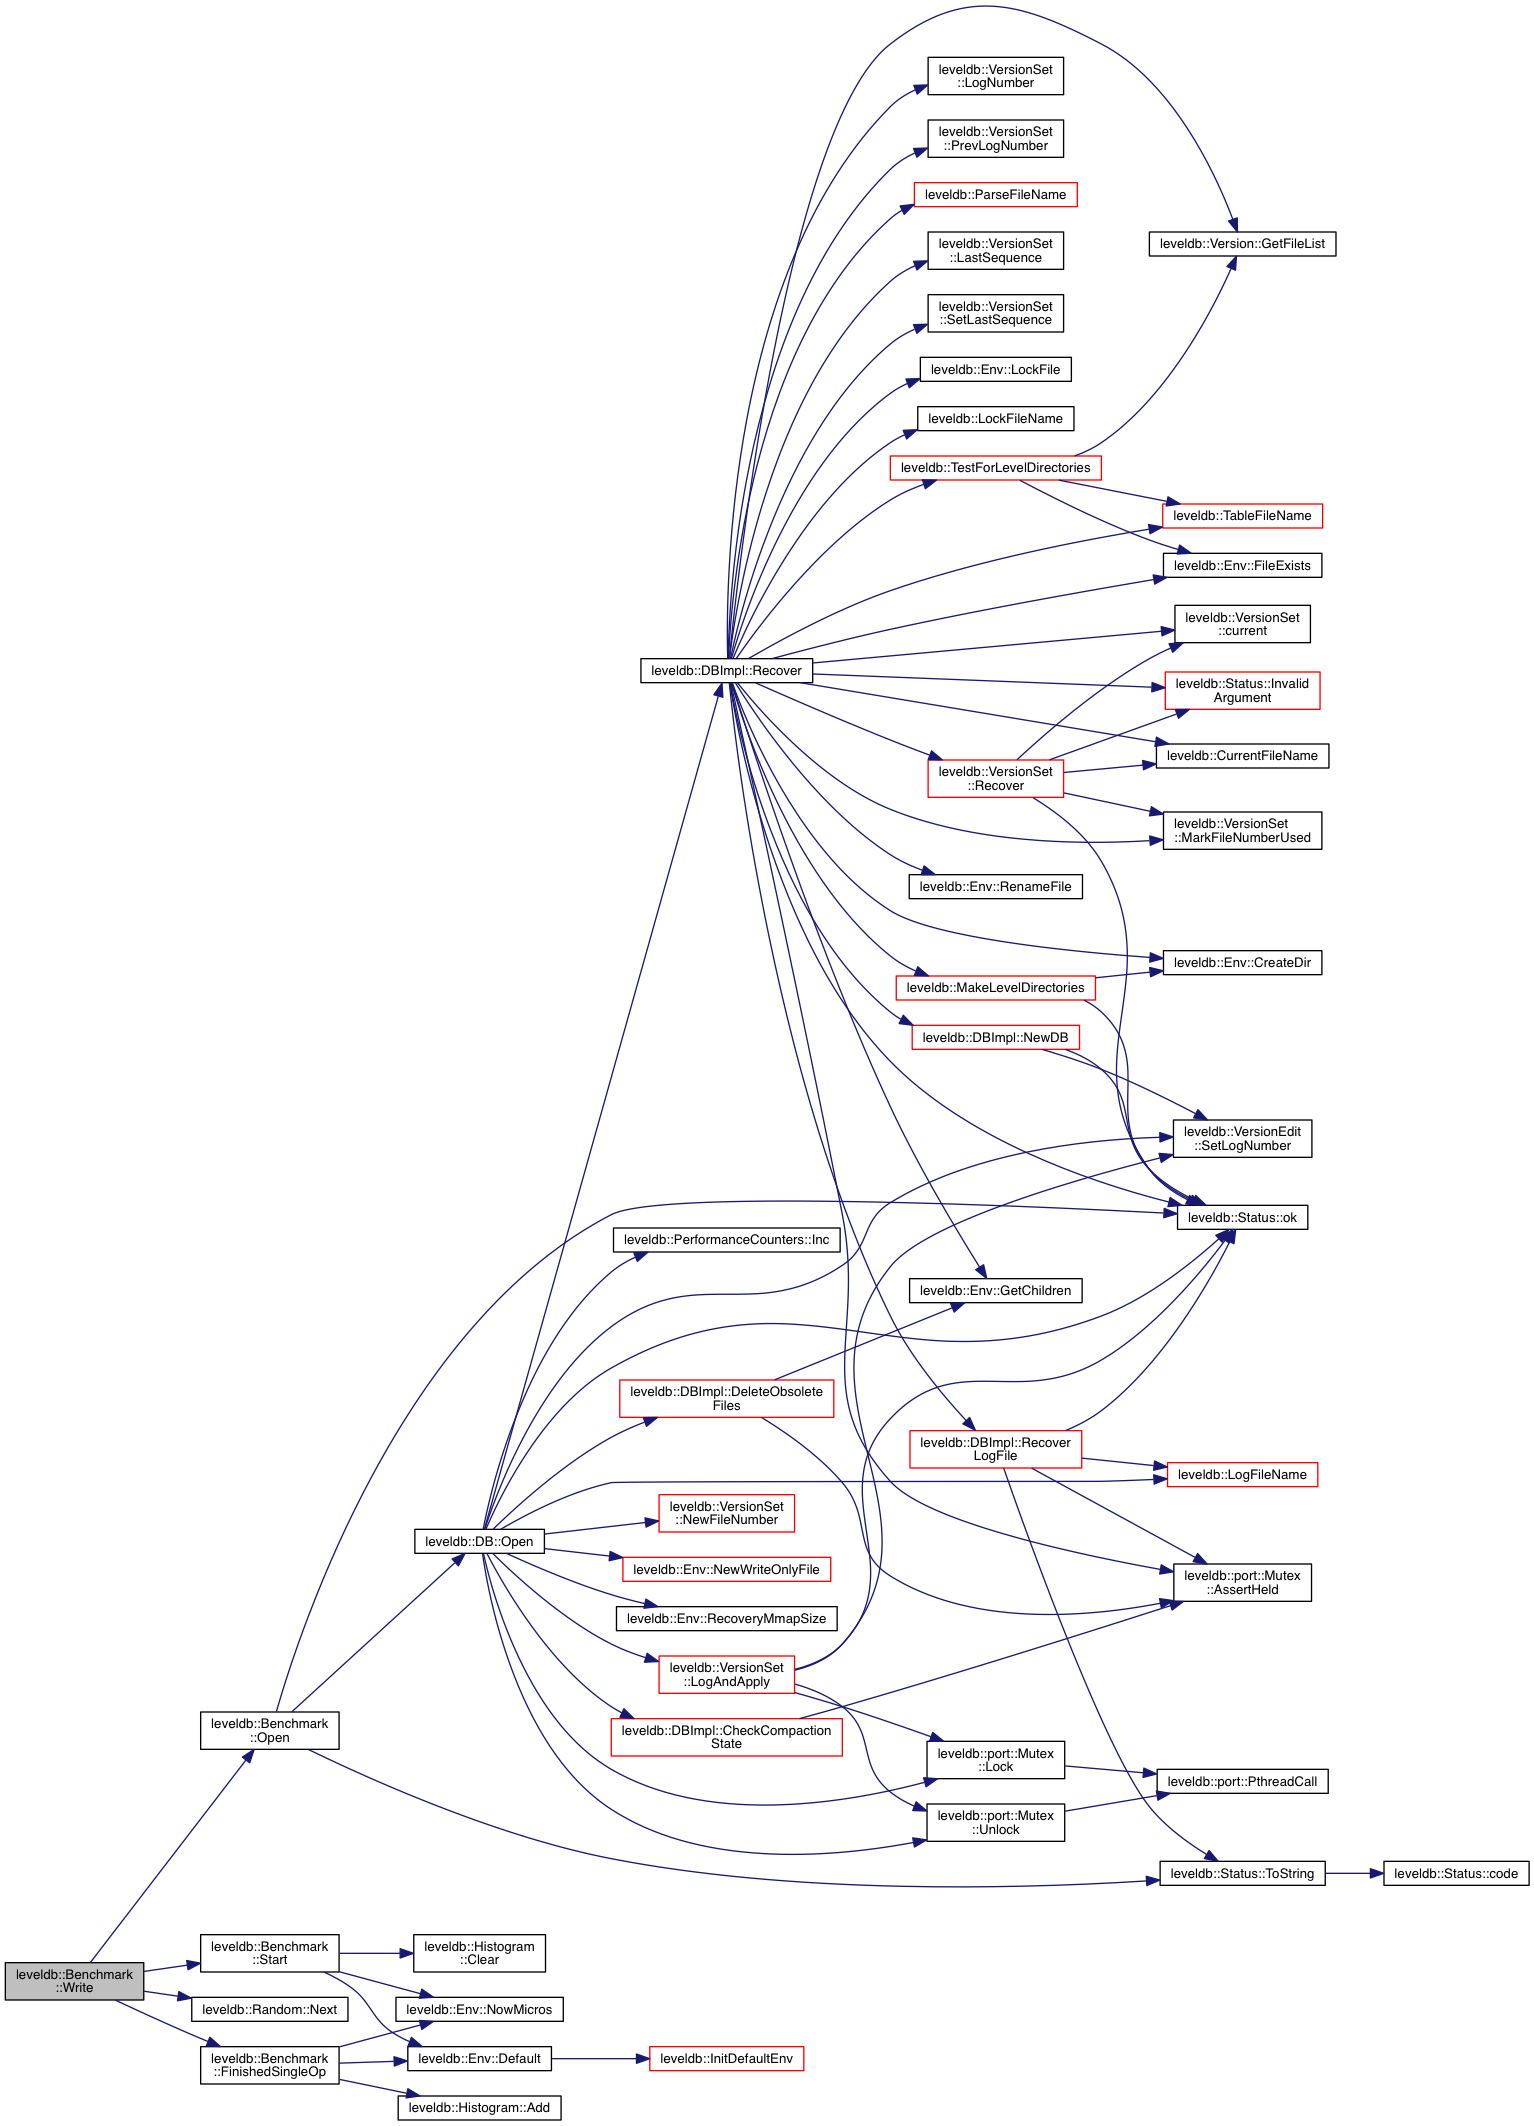 leveldb::VersionSet
::LogNumber
leveldb::VersionSet
::PrevLogNumber
leveldb::ParseFileName
leveldb::Version::GetFileList
leveldb::VersionSet
::LastSequence
leveldb::VersionSet
::SetLastSequence
leveldb::Env::LockFile
leveldb::LockFileName
leveldb::TestForLevelDirectories
leveldb::TableFileName
leveldb::Env::FileExists
leveldb::VersionSet
::current
leveldb::DBImpl::Recover
leveldb::Status::Invalid
Argument
leveldb::CurrentFileName
leveldb::VersionSet
::Recover
leveldb::VersionSet
::MarkFileNumberUsed
leveldb::Env::RenameFile
leveldb::Env::CreateDir
leveldb::MakeLevelDirectories
leveldb::DBImpl::NewDB
leveldb::VersionEdit
::SetLogNumber
leveldb::Status::ok
leveldb::PerformanceCounters::Inc
leveldb::Env::GetChildren
leveldb::DBImpl::DeleteObsolete
Files
leveldb::DBImpl::Recover
LogFile
leveldb::LogFileName
leveldb::VersionSet
::NewFileNumber
leveldb::DB::Open
leveldb::Env::NewWriteOnlyFile
leveldb::port::Mutex
::AssertHeld
leveldb::Env::RecoveryMmapSize
leveldb::VersionSet
::LogAndApply
leveldb::Benchmark
::Open
leveldb::DBImpl::CheckCompaction
State
leveldb::port::Mutex
::Lock
leveldb::port::PthreadCall
leveldb::port::Mutex
::Unlock
leveldb::Status::ToString
leveldb::Status::code
leveldb::Benchmark
::Start
leveldb::Histogram
::Clear
leveldb::Benchmark
::Write
leveldb::Random::Next
leveldb::Env::NowMicros
leveldb::Benchmark
::FinishedSingleOp
leveldb::Env::Default
leveldb::InitDefaultEnv
leveldb::Histogram::Add